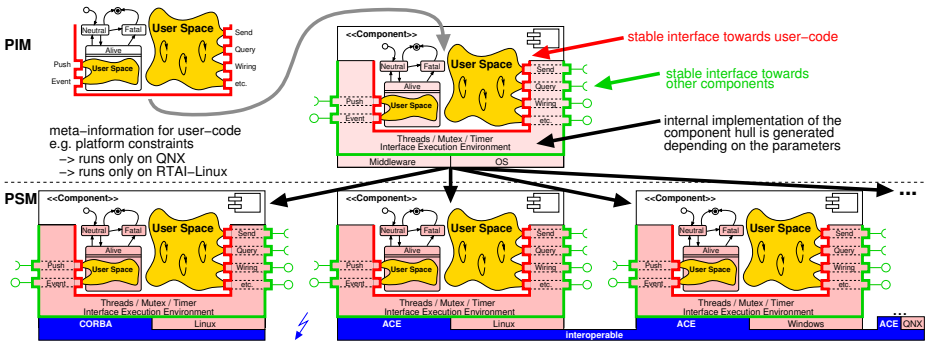 PIM
Neutral
Fatal
Alive
User Space
User Space
Push
Event
Send
Query
Wiring
etc.
meta−information for user−code
e.g. platform constraints
−> runs only on QNX
−> runs only on RTAI−Linux
<<Component>>
Neutral
Fatal
Alive
User Space
User Space
Push
Event
Send
Query
Wiring
etc.
Threads / Mutex / Timer
Interface Execution Environment
Middleware
OS
stable interface towards user−code
stable interface towards
other components
internal implementation of the
component hull is generated
depending on the parameters
...
PSM
<<Component>>
Neutral
Fatal
Alive
User Space
User Space
Push
Event
Send
Query
Wiring
etc.
Threads / Mutex / Timer
Interface Execution Environment
CORBA
Linux
<<Component>>
Neutral
Fatal
Alive
User Space
User Space
Push
Event
Send
Query
Wiring
etc.
Threads / Mutex / Timer
Interface Execution Environment
ACE
Linux
<<Component>>
Neutral
Fatal
Alive
User Space
User Space
Push
Event
Send
Query
Wiring
etc.
Threads / Mutex / Timer
Interface Execution Environment
ACE
Windows
...
ACE
QNX
interoperable